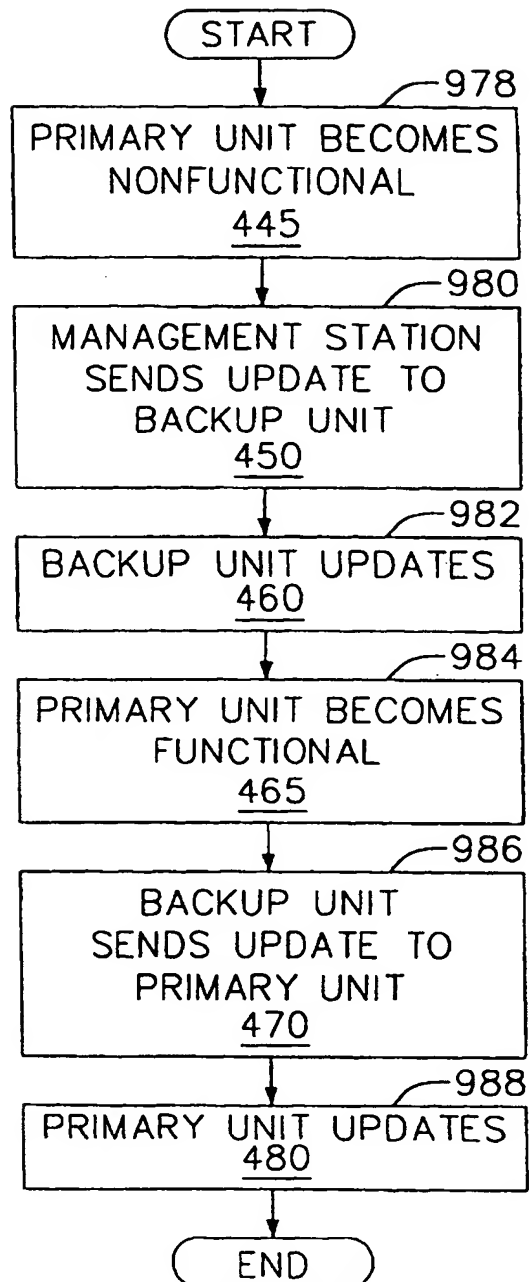 START
978
PRIMARY UNIT BECOMES
NONFUNCTIONAL
445
980
MANAGEMENT STATION
SENDS UPDATE TO
BACKUP UNIT
450
982
BACKUP UNIT UPDATES
460
984
PRIMARY UNIT BECOMES
FUNCTIONAL
465
986
BACKUP UNIT
SENDS UPDATE TO
PRIMARY UNIT
470
988
PRIMARY UNIT UPDATES
480
END